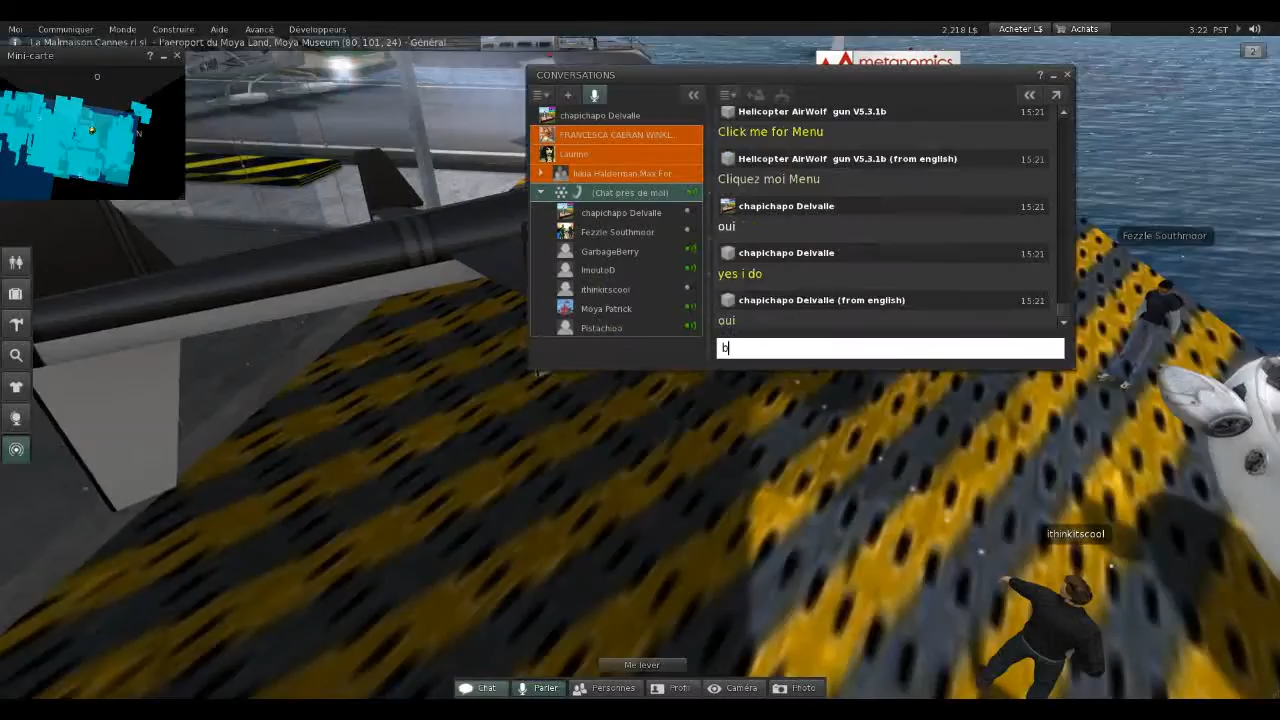 Moi Communiquer Monde Construire Aide Avancé Développeurs 2,218 L$ Acheter L$ Achats 3:22 PST
La Malmaison Cannes ri si - l'aeroport du Moya Land, Moya Museum (80, 101, 24) - Général
2
Mini-carte ? _ ×
O
N
metanomics
CONVERSATIONS
chapichapo Delvalle
FRANCESCA CAERAN WINKL...
Laurine
Halderman,Max For...
(Chat près de moi)
chapichapo Delvalle
Fezzle Southmoor
GarbageBerry
ImoutoD
ithinkitscool
Moya Patrick
Pistachioo
Helicopter AirWolf gun V5.3.1b 15:21
Click me for Menu
Helicopter AirWolf gun V5.3.1b (from english) 15:21
Cliquez moi Menu
chapichapo Delvalle 15:21
oui
chapichapo Delvalle 15:21
yes i do
chapichapo Delvalle (from english) 15:21
oui
b
Fezzle Southmoor
ithinkitscool
Me lever
Chat Parler Personnes Profil Caméra Photo